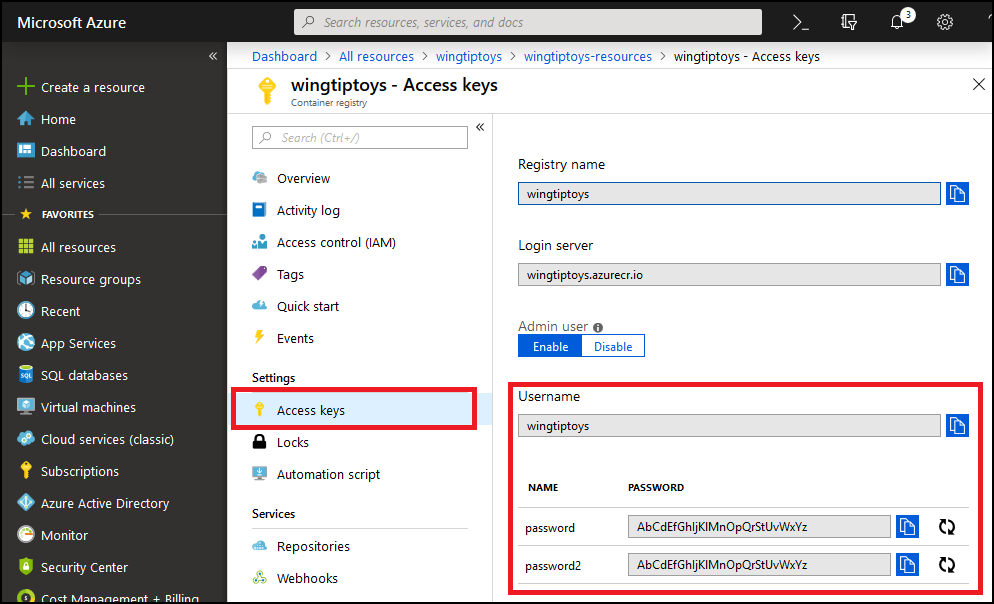 Microsoft Azure
Search resources, services, and docs
3
Create a resource
Home
Dashboard
All services
FAVORITES
All resources
Resource groups
Recent
App Services
SQL databases
Virtual machines
Cloud services (classic)
Subscriptions
Azure Active Directory
Monitor
Security Center
Cost Management + Billing
Dashboard > All resources > wingtiptoys > wingtiptoys-resources > wingtiptoys - Access keys
wingtiptoys - Access keys
Container registry
Search (Ctrl+/)
Overview
Activity log
Access control (IAM)
Tags
Quick start
Events
Settings
Access keys
Locks
Automation script
Services
Repositories
Webhooks
Registry name
wingtiptoys
Login server
wingtiptoys.azurecr.io
Admin user
Enable Disable
Username
wingtiptoys
NAME PASSWORD
password AbCdEfGhIjKlMnOpQrStUvWxYz
password2 AbCdEfGhIjKlMnOpQrStUvWxYz